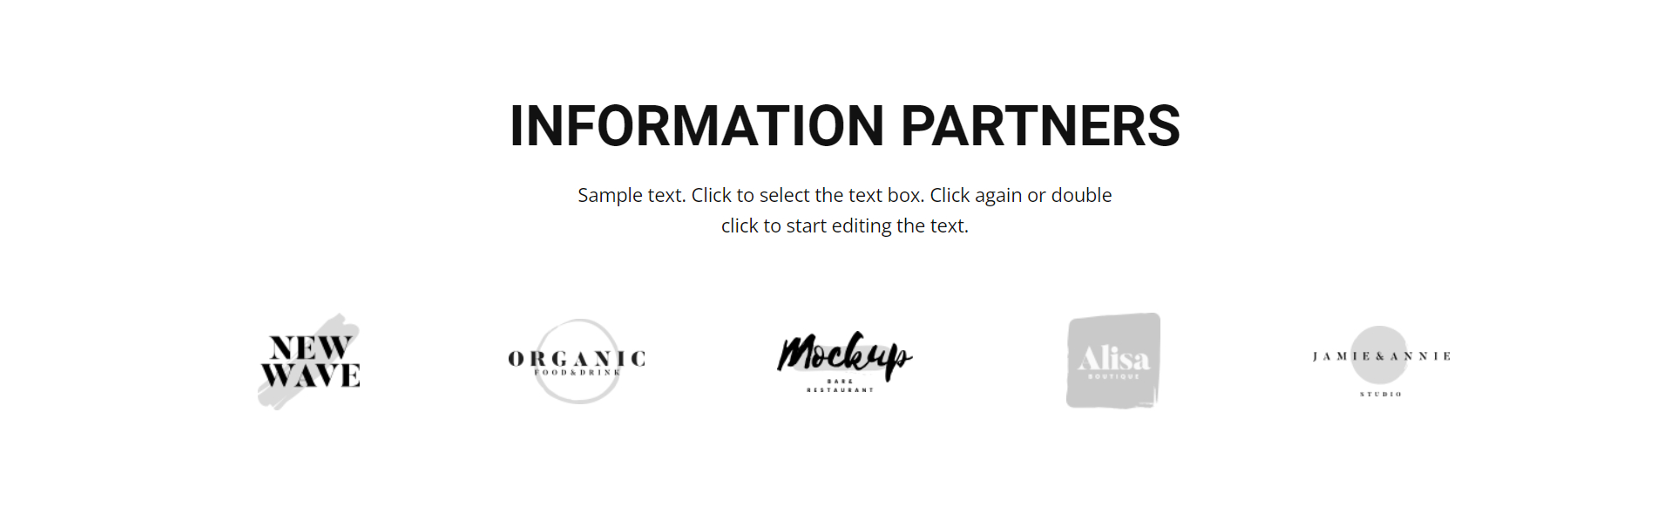 INFORMATION PARTNERS
Sample text. Click to select the text box. Click again or double
click to start editing the text.
NEW
WAVE
ORGANIC
FOOD&DRINK
Mockup
BAR&
RESTAURANT
Alisa
BOUTIQUE
JAMIE&ANNIE
STUDIO